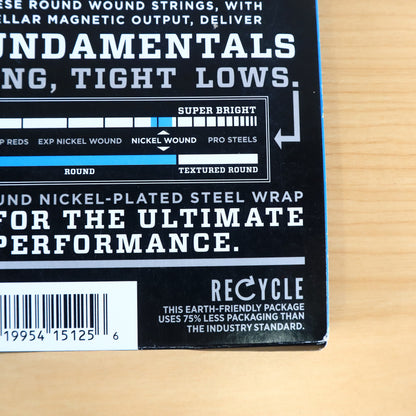 ESE ROUND WOUND STRINGS, WITH
ELLAR MAGNETIC OUTPUT, DELIVER
UNDAMENTALS
NG, TIGHT LOWS.
SUPER BRIGHT
P REDS EXP NICKEL WOUND NICKEL WOUND PRO STEELS
ROUND TEXTURED ROUND
UND NICKEL-PLATED STEEL WRAP
FOR THE ULTIMATE
PERFORMANCE.
RECYCLE
THIS EARTH-FRIENDLY PACKAGE
USES 75% LESS PACKAGING THAN
THE INDUSTRY STANDARD.
19954 15125 6